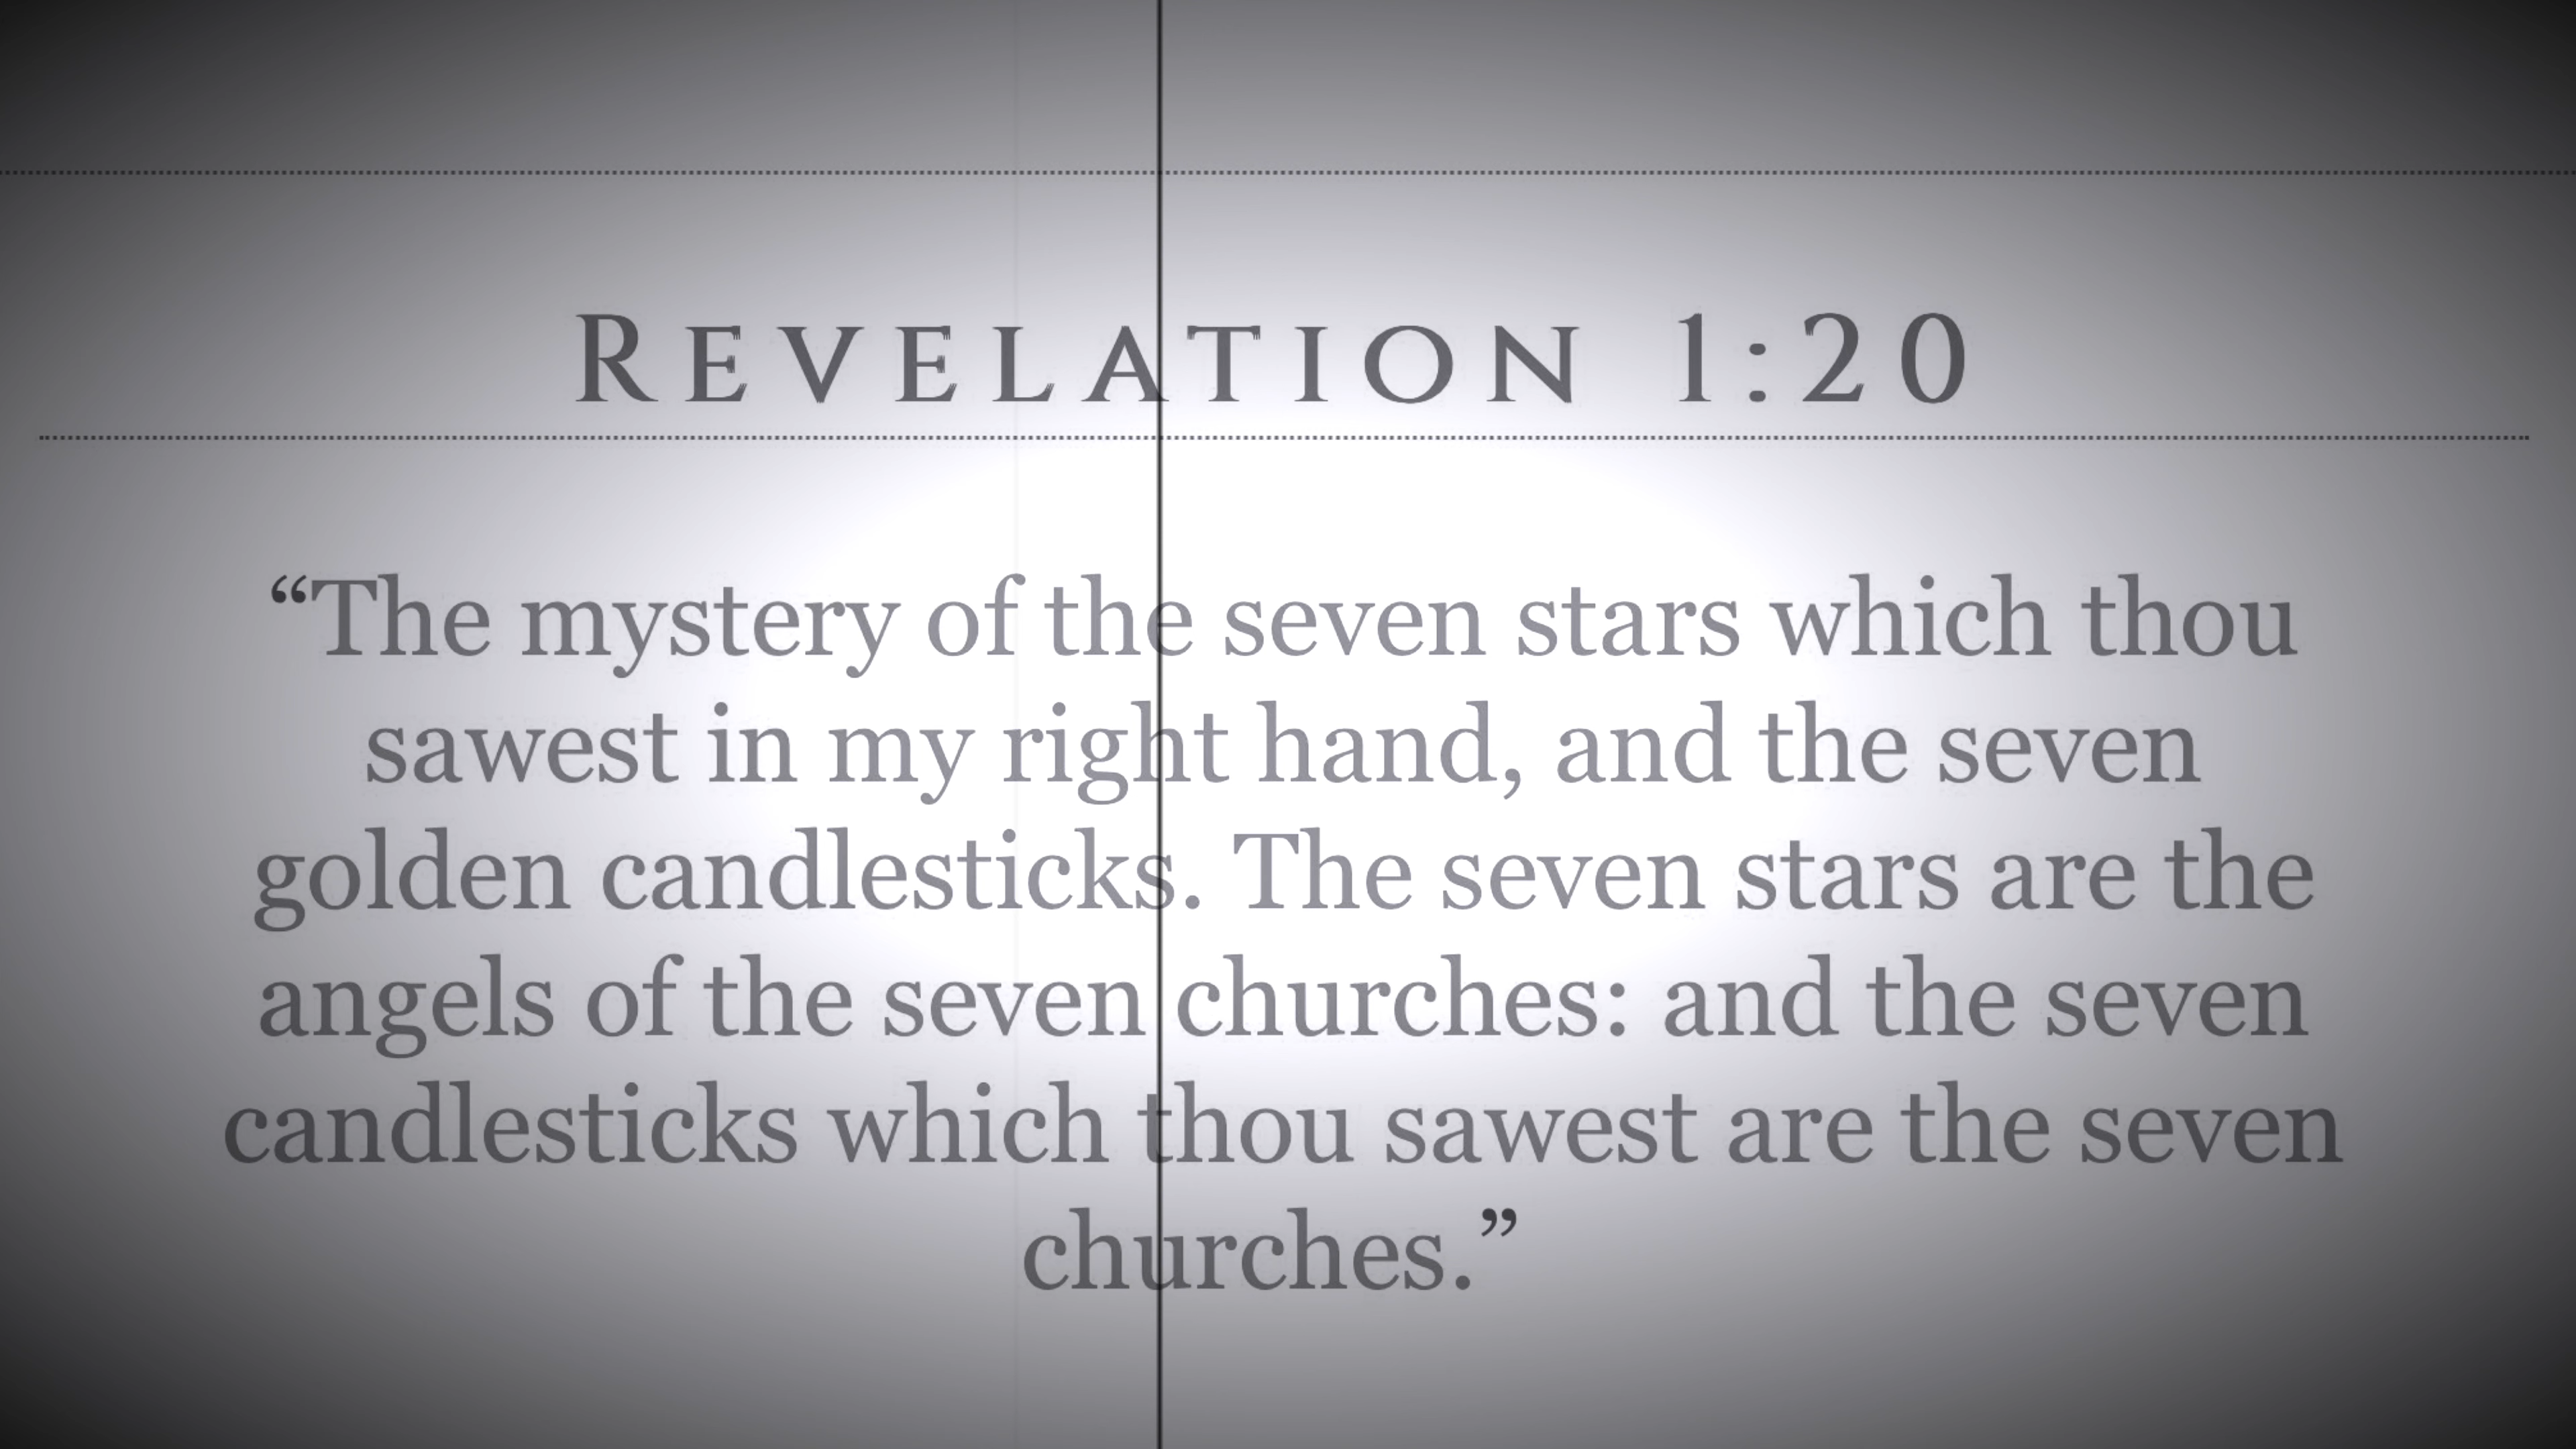 REVELATION 1:20
“The mystery of the seven stars which thou
sawest in my right hand, and the seven
golden candlesticks. The seven stars are the
angels of the seven churches: and the seven
candlesticks which thou sawest are the seven
churches.”